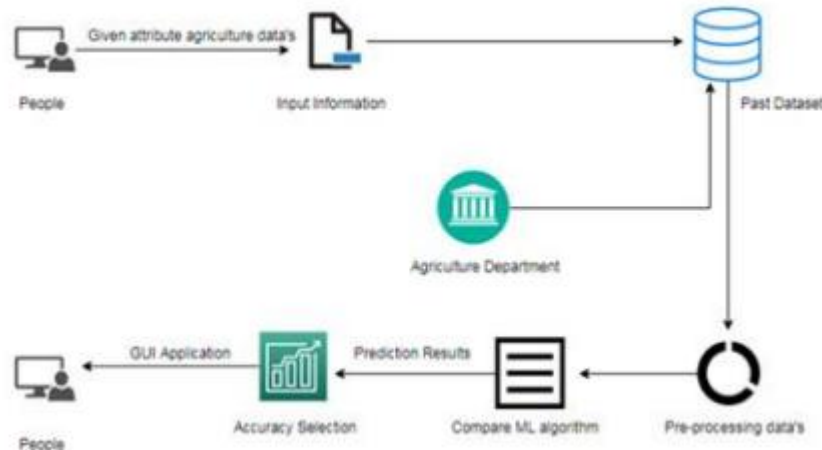 Given attribute agriculture data's
People
Input Information
Past Dataset
Agriculture Department
GUI Application
Prediction Results
People
Accuracy Selection
Compare ML algorithm
Pre-processing data's